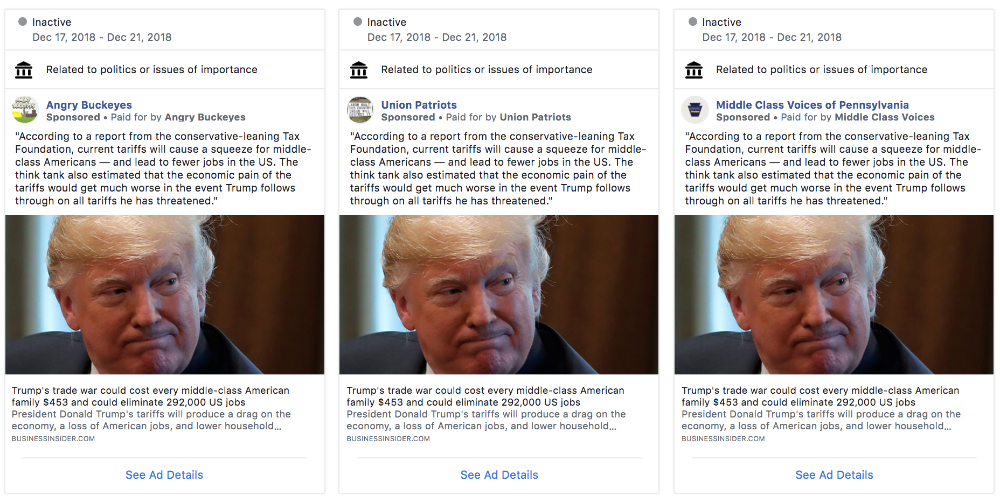 Inactive
Dec 17, 2018 - Dec 21, 2018
Related to politics or issues of importance
ANGRY
BUCKEYES
Angry Buckeyes
Sponsored • Paid for by Angry Buckeyes
"According to a report from the conservative-leaning Tax
Foundation, current tariffs will cause a squeeze for middle-
class Americans — and lead to fewer jobs in the US. The
think tank also estimated that the economic pain of the
tariffs would get much worse in the event Trump follows
through on all tariffs he has threatened."
Trump's trade war could cost every middle-class American
family $453 and could eliminate 292,000 US jobs
President Donald Trump's tariffs will produce a drag on the
economy, a loss of American jobs, and lower household...
BUSINESSINSIDER.COM
See Ad Details
Inactive
Dec 17, 2018 - Dec 21, 2018
Related to politics or issues of importance
LABOR BUILT
THIS COUNTRY
GREED WILL
DESTROY IT
Union Patriots
Sponsored • Paid for by Union Patriots
"According to a report from the conservative-leaning Tax
Foundation, current tariffs will cause a squeeze for middle-
class Americans — and lead to fewer jobs in the US. The
think tank also estimated that the economic pain of the
tariffs would get much worse in the event Trump follows
through on all tariffs he has threatened."
Trump's trade war could cost every middle-class American
family $453 and could eliminate 292,000 US jobs
President Donald Trump's tariffs will produce a drag on the
economy, a loss of American jobs, and lower household...
BUSINESSINSIDER.COM
See Ad Details
Inactive
Dec 17, 2018 - Dec 21, 2018
Related to politics or issues of importance
Middle Class Voices of Pennsylvania
Sponsored • Paid for by Middle Class Voices
"According to a report from the conservative-leaning Tax
Foundation, current tariffs will cause a squeeze for middle-
class Americans — and lead to fewer jobs in the US. The
think tank also estimated that the economic pain of the
tariffs would get much worse in the event Trump follows
through on all tariffs he has threatened."
Trump's trade war could cost every middle-class American
family $453 and could eliminate 292,000 US jobs
President Donald Trump's tariffs will produce a drag on the
economy, a loss of American jobs, and lower household...
BUSINESSINSIDER.COM
See Ad Details